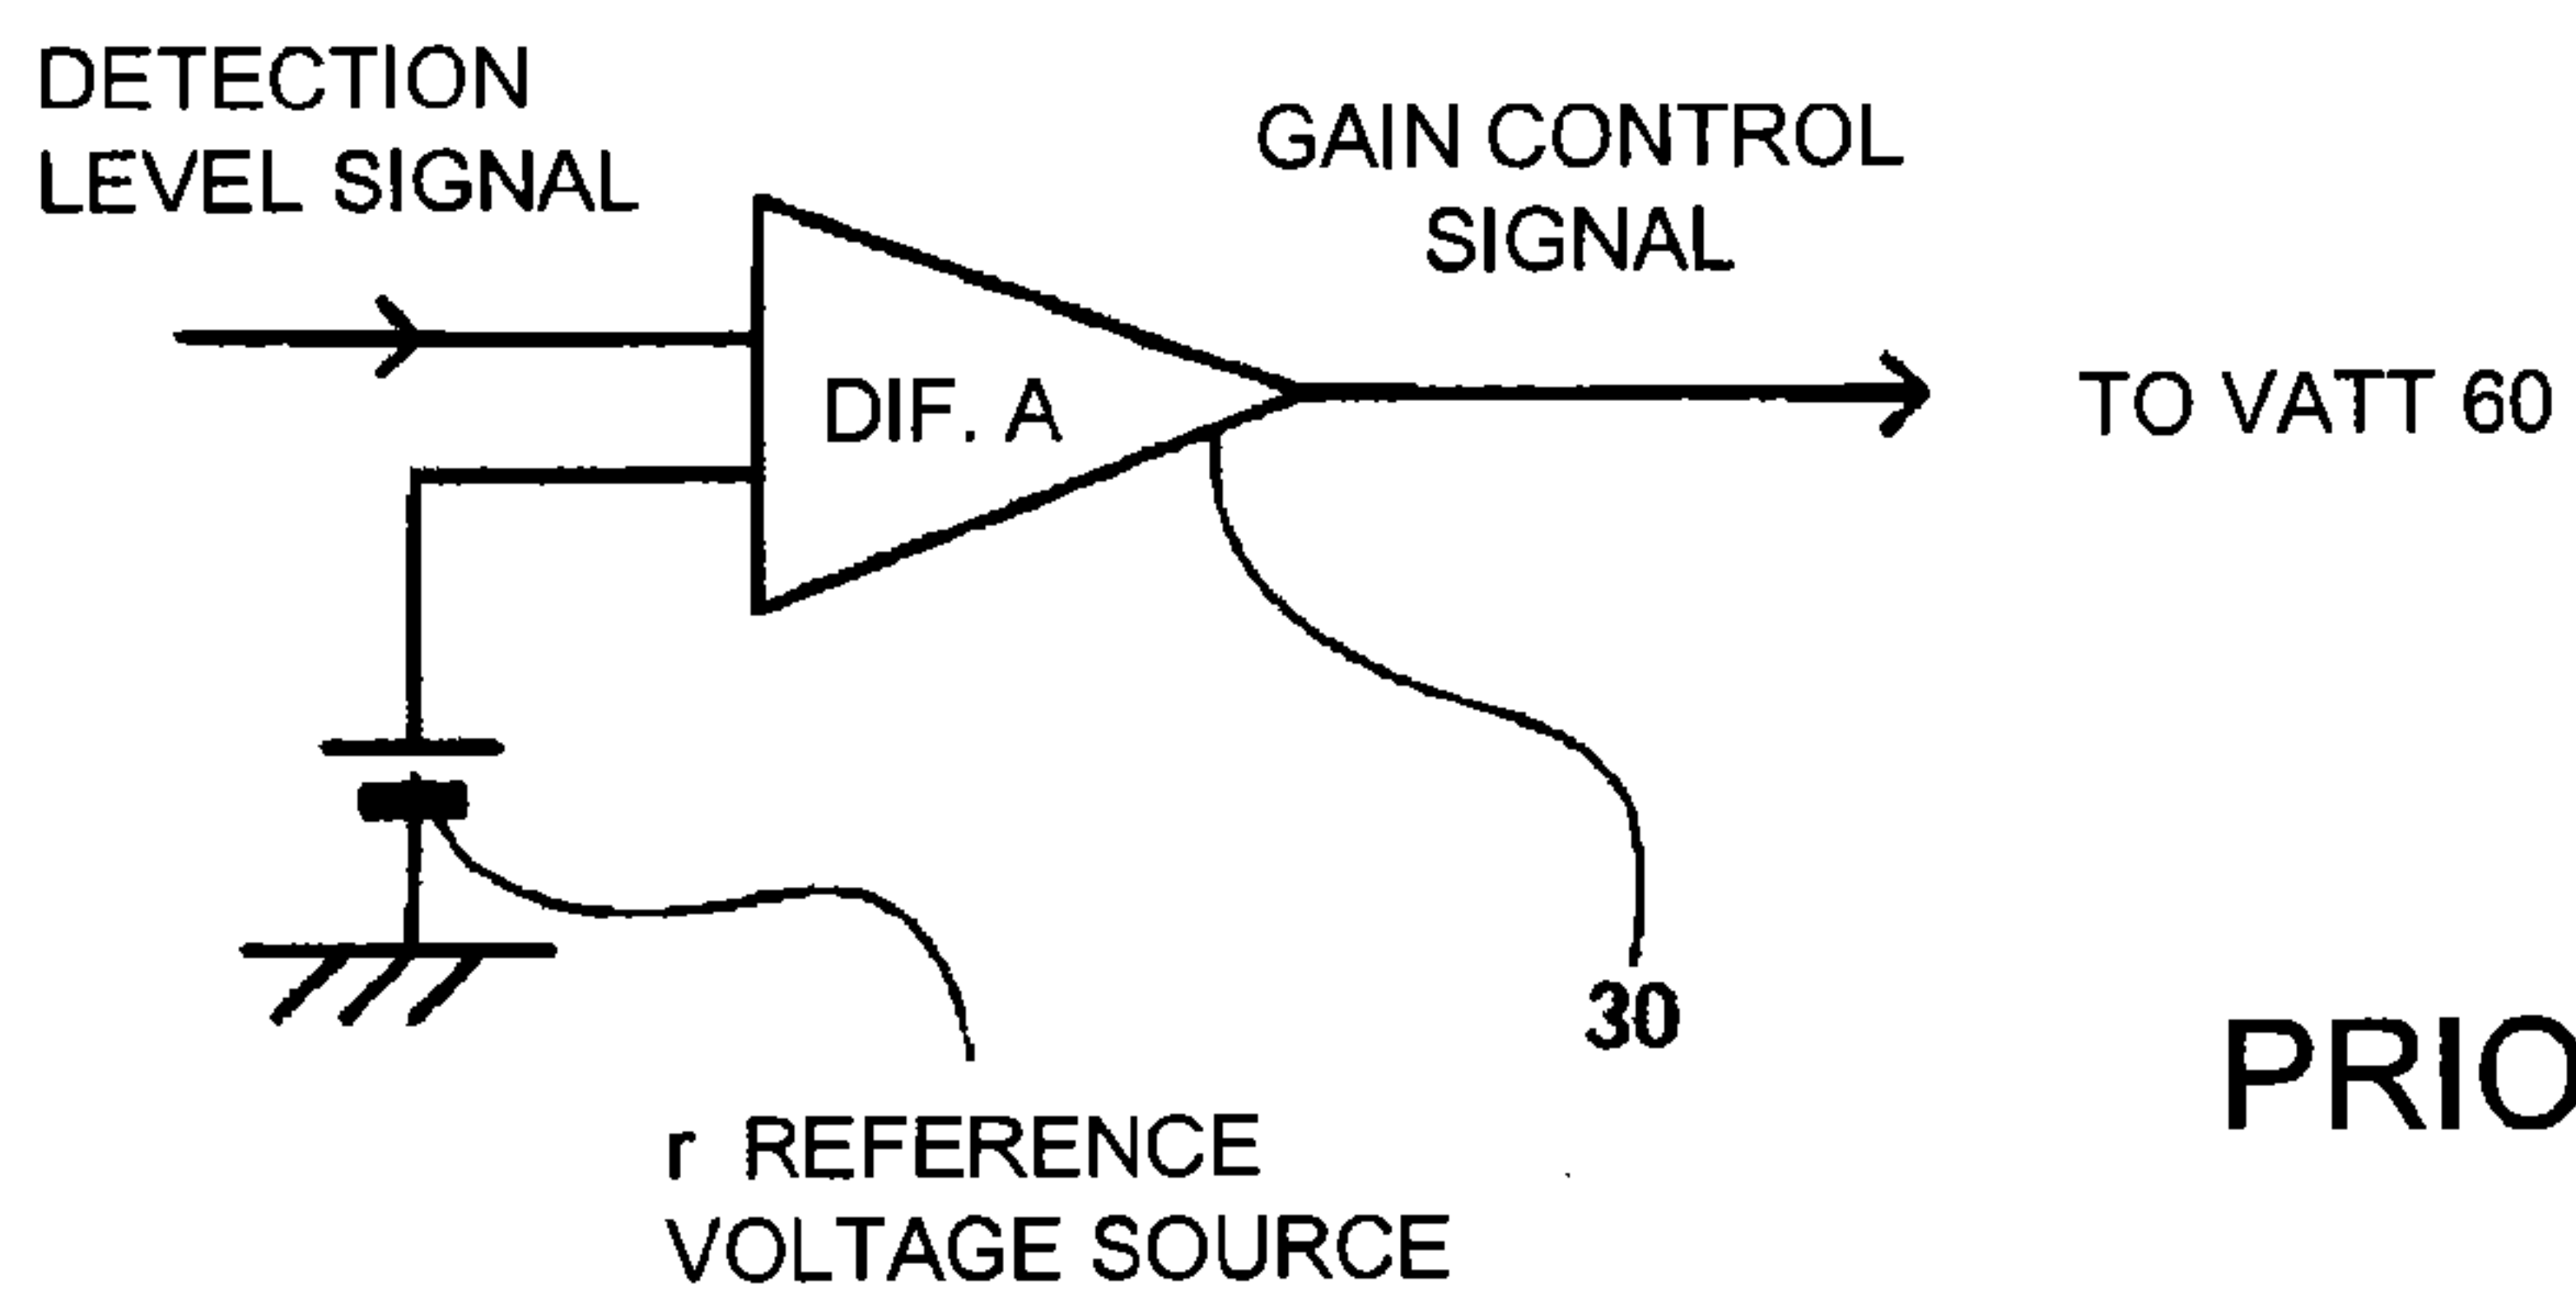 DETECTION
LEVEL SIGNAL
GAIN CONTROL
SIGNAL
DIF. A
TO VATT 60
30
r REFERENCE
VOLTAGE SOURCE
PRIO